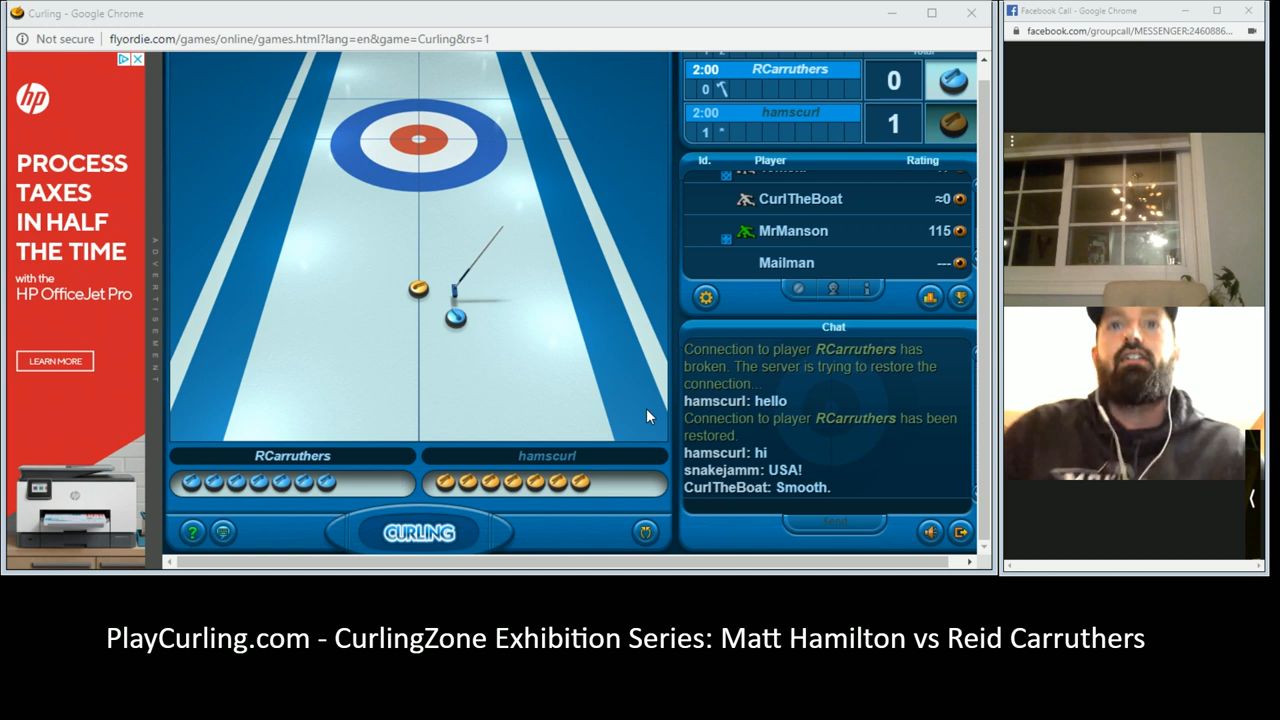 Curling - Google Chrome
Not secure
flyordie.com/games/online/games.html?lang=en&game=Curling&rs=1
hp
PROCESS
TAXES
IN HALF
THE TIME
with the
HP OfficeJet Pro
LEARN MORE
ADVERTISEMENT
2:00 RCarruthers
0
0
2:00 hamscurl
1 *
1
Id. Player Rating
CurlTheBoat ≈0
MrManson 115
Mailman ---
Chat
Connection to player RCarruthers has
broken. The server is trying to restore the
connection...
hamscurl: hello
Connection to player RCarruthers has been
restored.
hamscurl: hi
snakejamm: USA!
CurlTheBoat: Smooth.
Send
RCarruthers
hamscurl
?
CURLING
Facebook Call - Google Chrome
facebook.com/groupcall/MESSENGER:2460886...
PlayCurling.com - CurlingZone Exhibition Series: Matt Hamilton vs Reid Carruthers